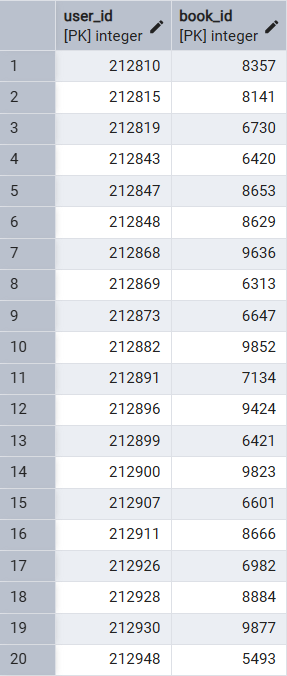 user_id book_id
[PK] integer [PK] integer
1 212810 8357
2 212815 8141
3 212819 6730
4 212843 6420
5 212847 8653
6 212848 8629
7 212868 9636
8 212869 6313
9 212873 6647
10 212882 9852
11 212891 7134
12 212896 9424
13 212899 6421
14 212900 9823
15 212907 6601
16 212911 8666
17 212926 6982
18 212928 8884
19 212930 9877
20 212948 5493